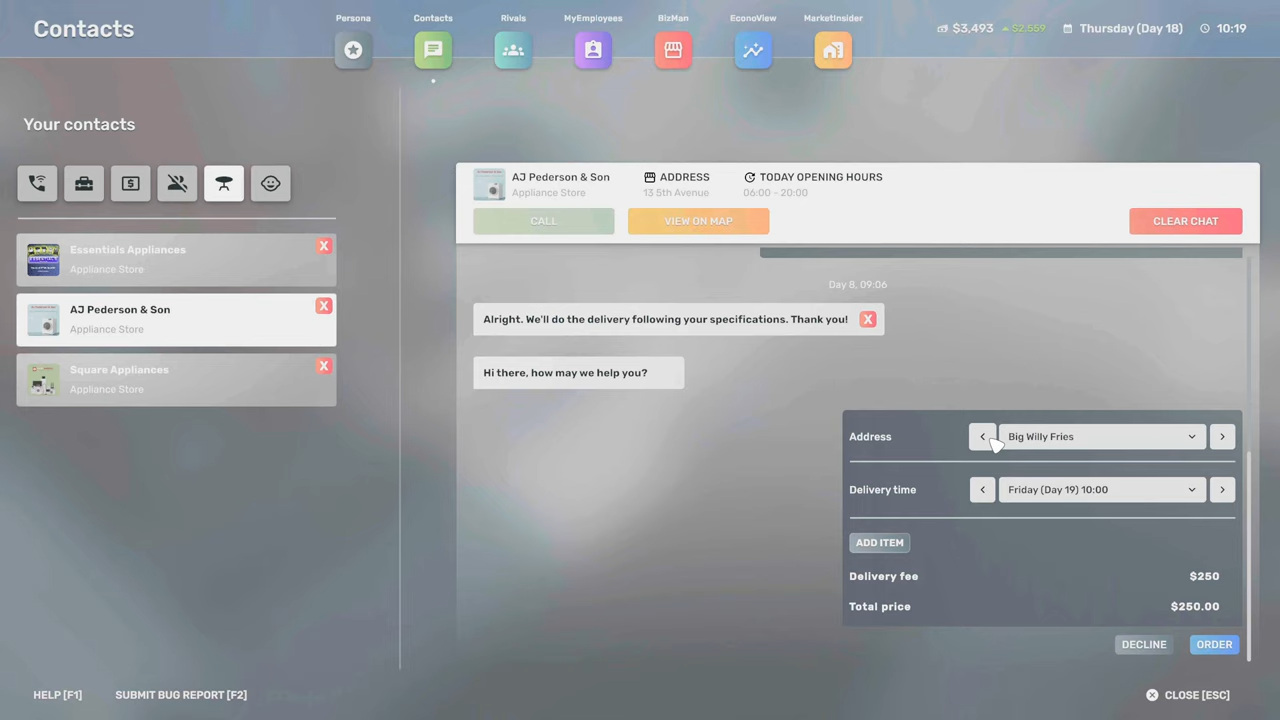 Contacts
Persona
Contacts
Rivals
MyEmployees
BizMan
EconoView
MarketInsider
$3,493
$2,559
Thursday (Day 18)
10:19
Your contacts
Essentials Appliances
Appliance Store
X
AJ Pederson & Son
Appliance Store
X
Square Appliances
Appliance Store
X
AJ Pederson & Son
Appliance Store
ADDRESS
13 5th Avenue
TODAY OPENING HOURS
06:00 - 20:00
CALL
VIEW ON MAP
CLEAR CHAT
Day 8, 09:06
Alright. We'll do the delivery following your specifications. Thank you!
X
Hi there, how may we help you?
Address
Big Willy Fries
Delivery time
Friday (Day 19) 10:00
ADD ITEM
Delivery fee
$250
Total price
$250.00
DECLINE
ORDER
HELP [F1]
SUBMIT BUG REPORT [F2]
CLOSE [ESC]